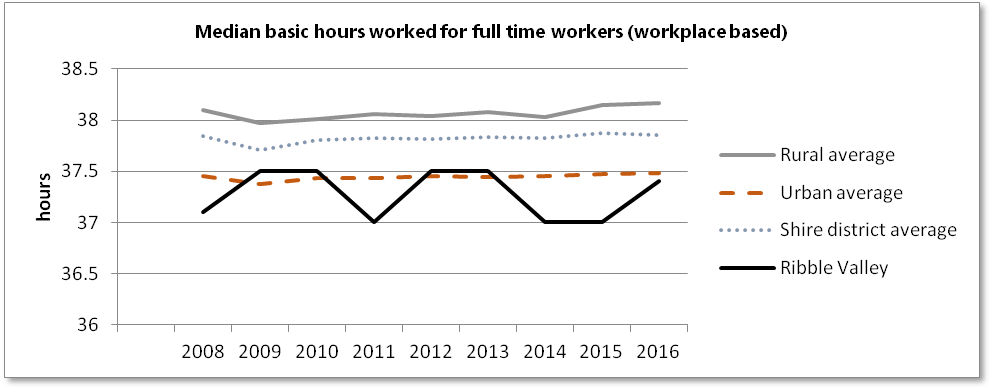 Median basic hours worked for full time workers (workplace based)
38.5
38
37.5
37
36.5
36
hours
2008 2009 2010 2011 2012 2013 2014 2015 2016
Rural average
Urban average
Shire district average
Ribble Valley